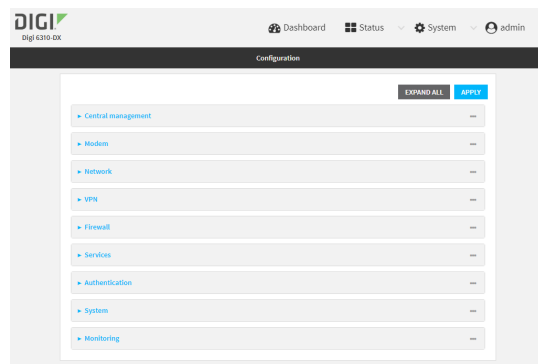 DIGI
Digi 6310-DX
Dashboard Status System admin
Configuration
EXPAND ALL APPLY
Central management
Modem
Network
VPN
Firewall
Services
Authentication
System
Monitoring